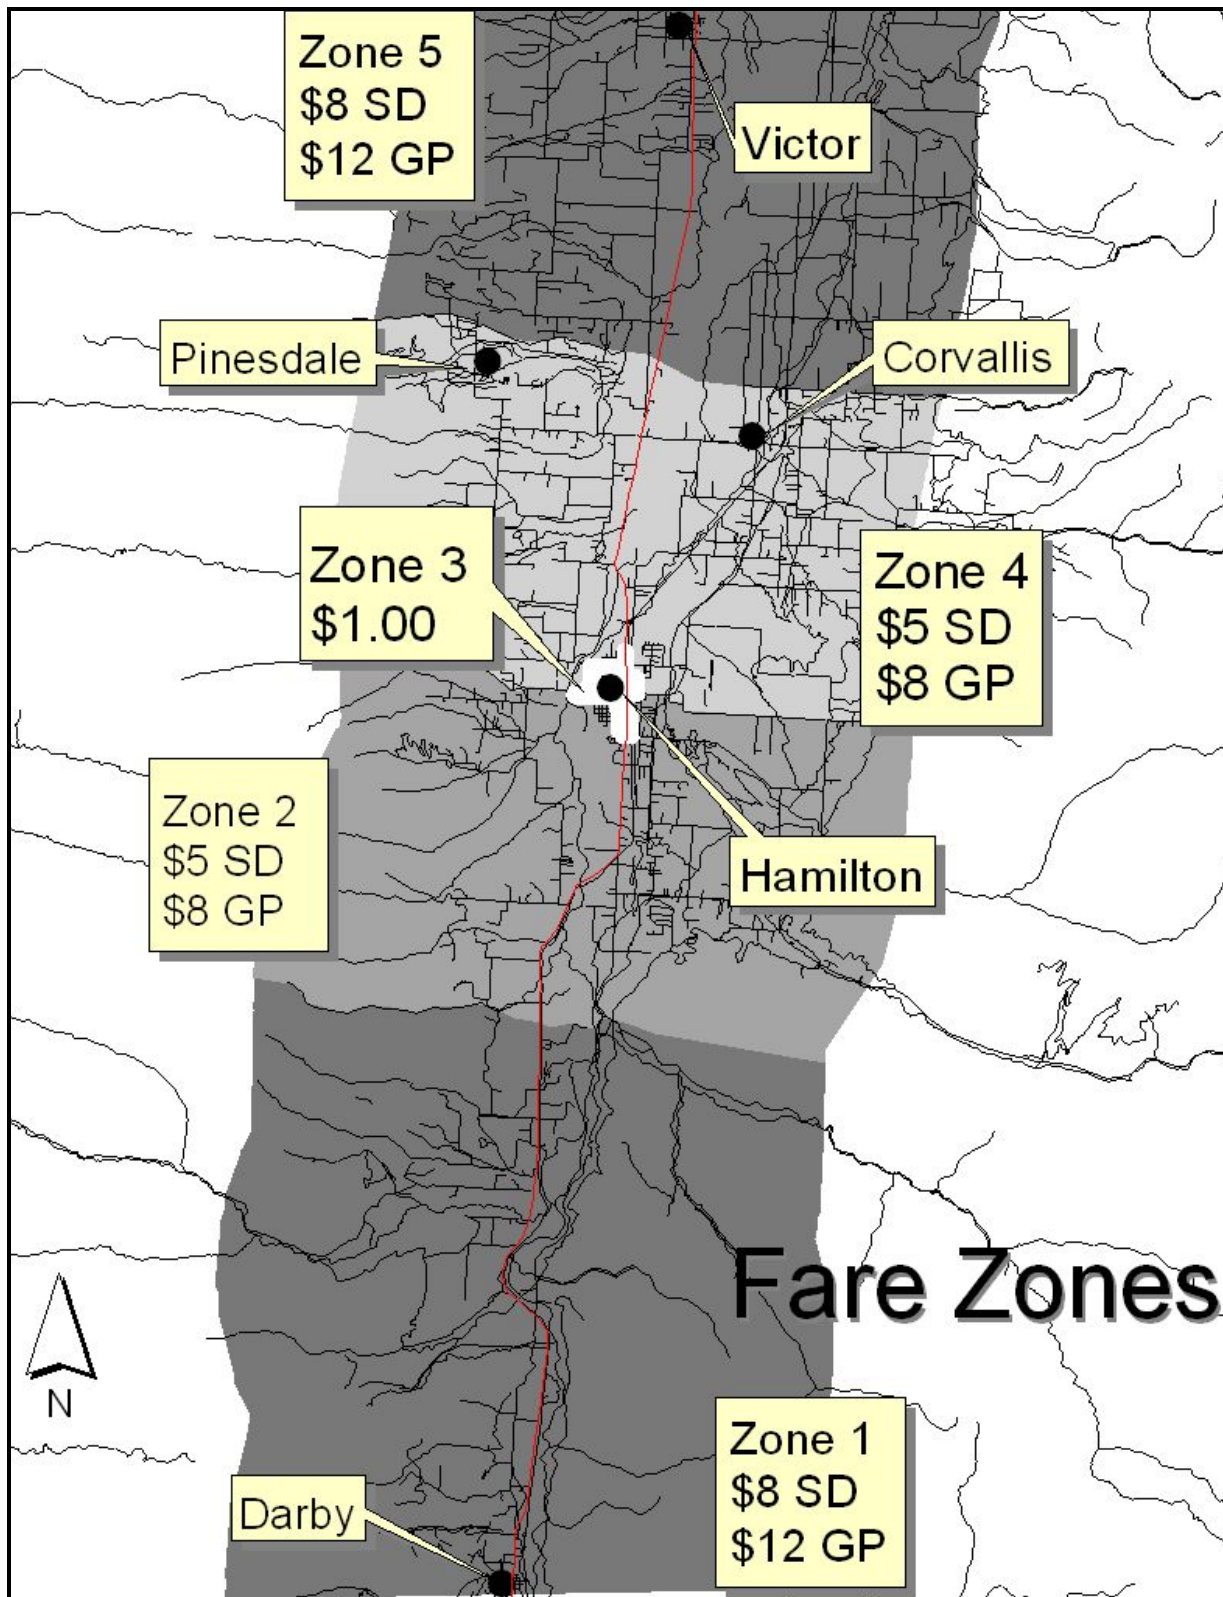 Zone 5
$8 SD
$12 GP
Victor
Pinesdale
Corvallis
Zone 3
$1.00
Zone 4
$5 SD
$8 GP
Zone 2
$5 SD
$8 GP
Hamilton
Fare Zones
N
Zone 1
$8 SD
$12 GP
Darby